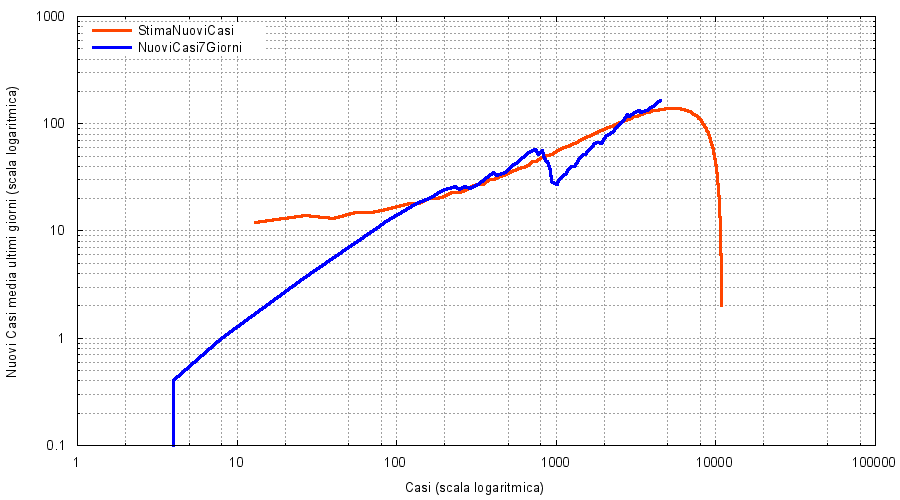 1000
StimaNuoviCasi
NuoviCasi7Giorni
100
10
1
0.1
1 10 100 1000 10000 100000
Nuovi Casi media ultimi giorni (scala logaritmica)
Casi (scala logaritmica)